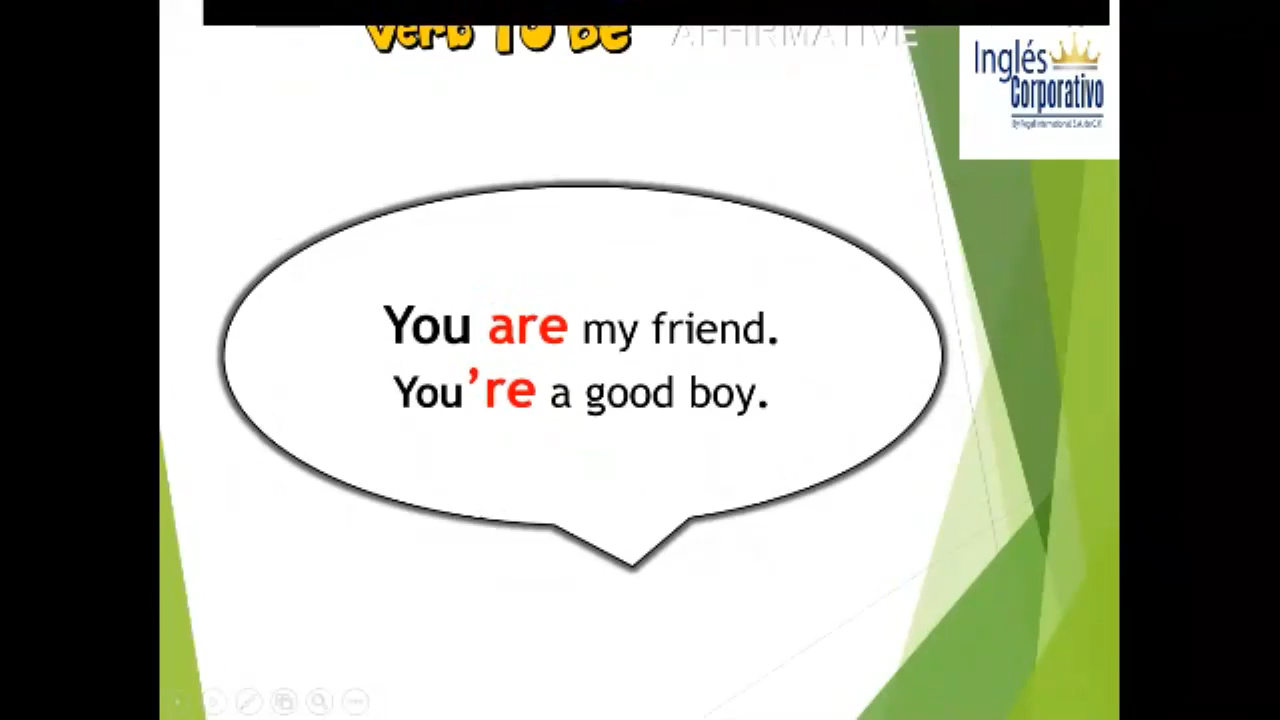 Verb TO BE AFFIRMATIVE
Inglés
Corporativo
You are my friend.
You're a good boy.